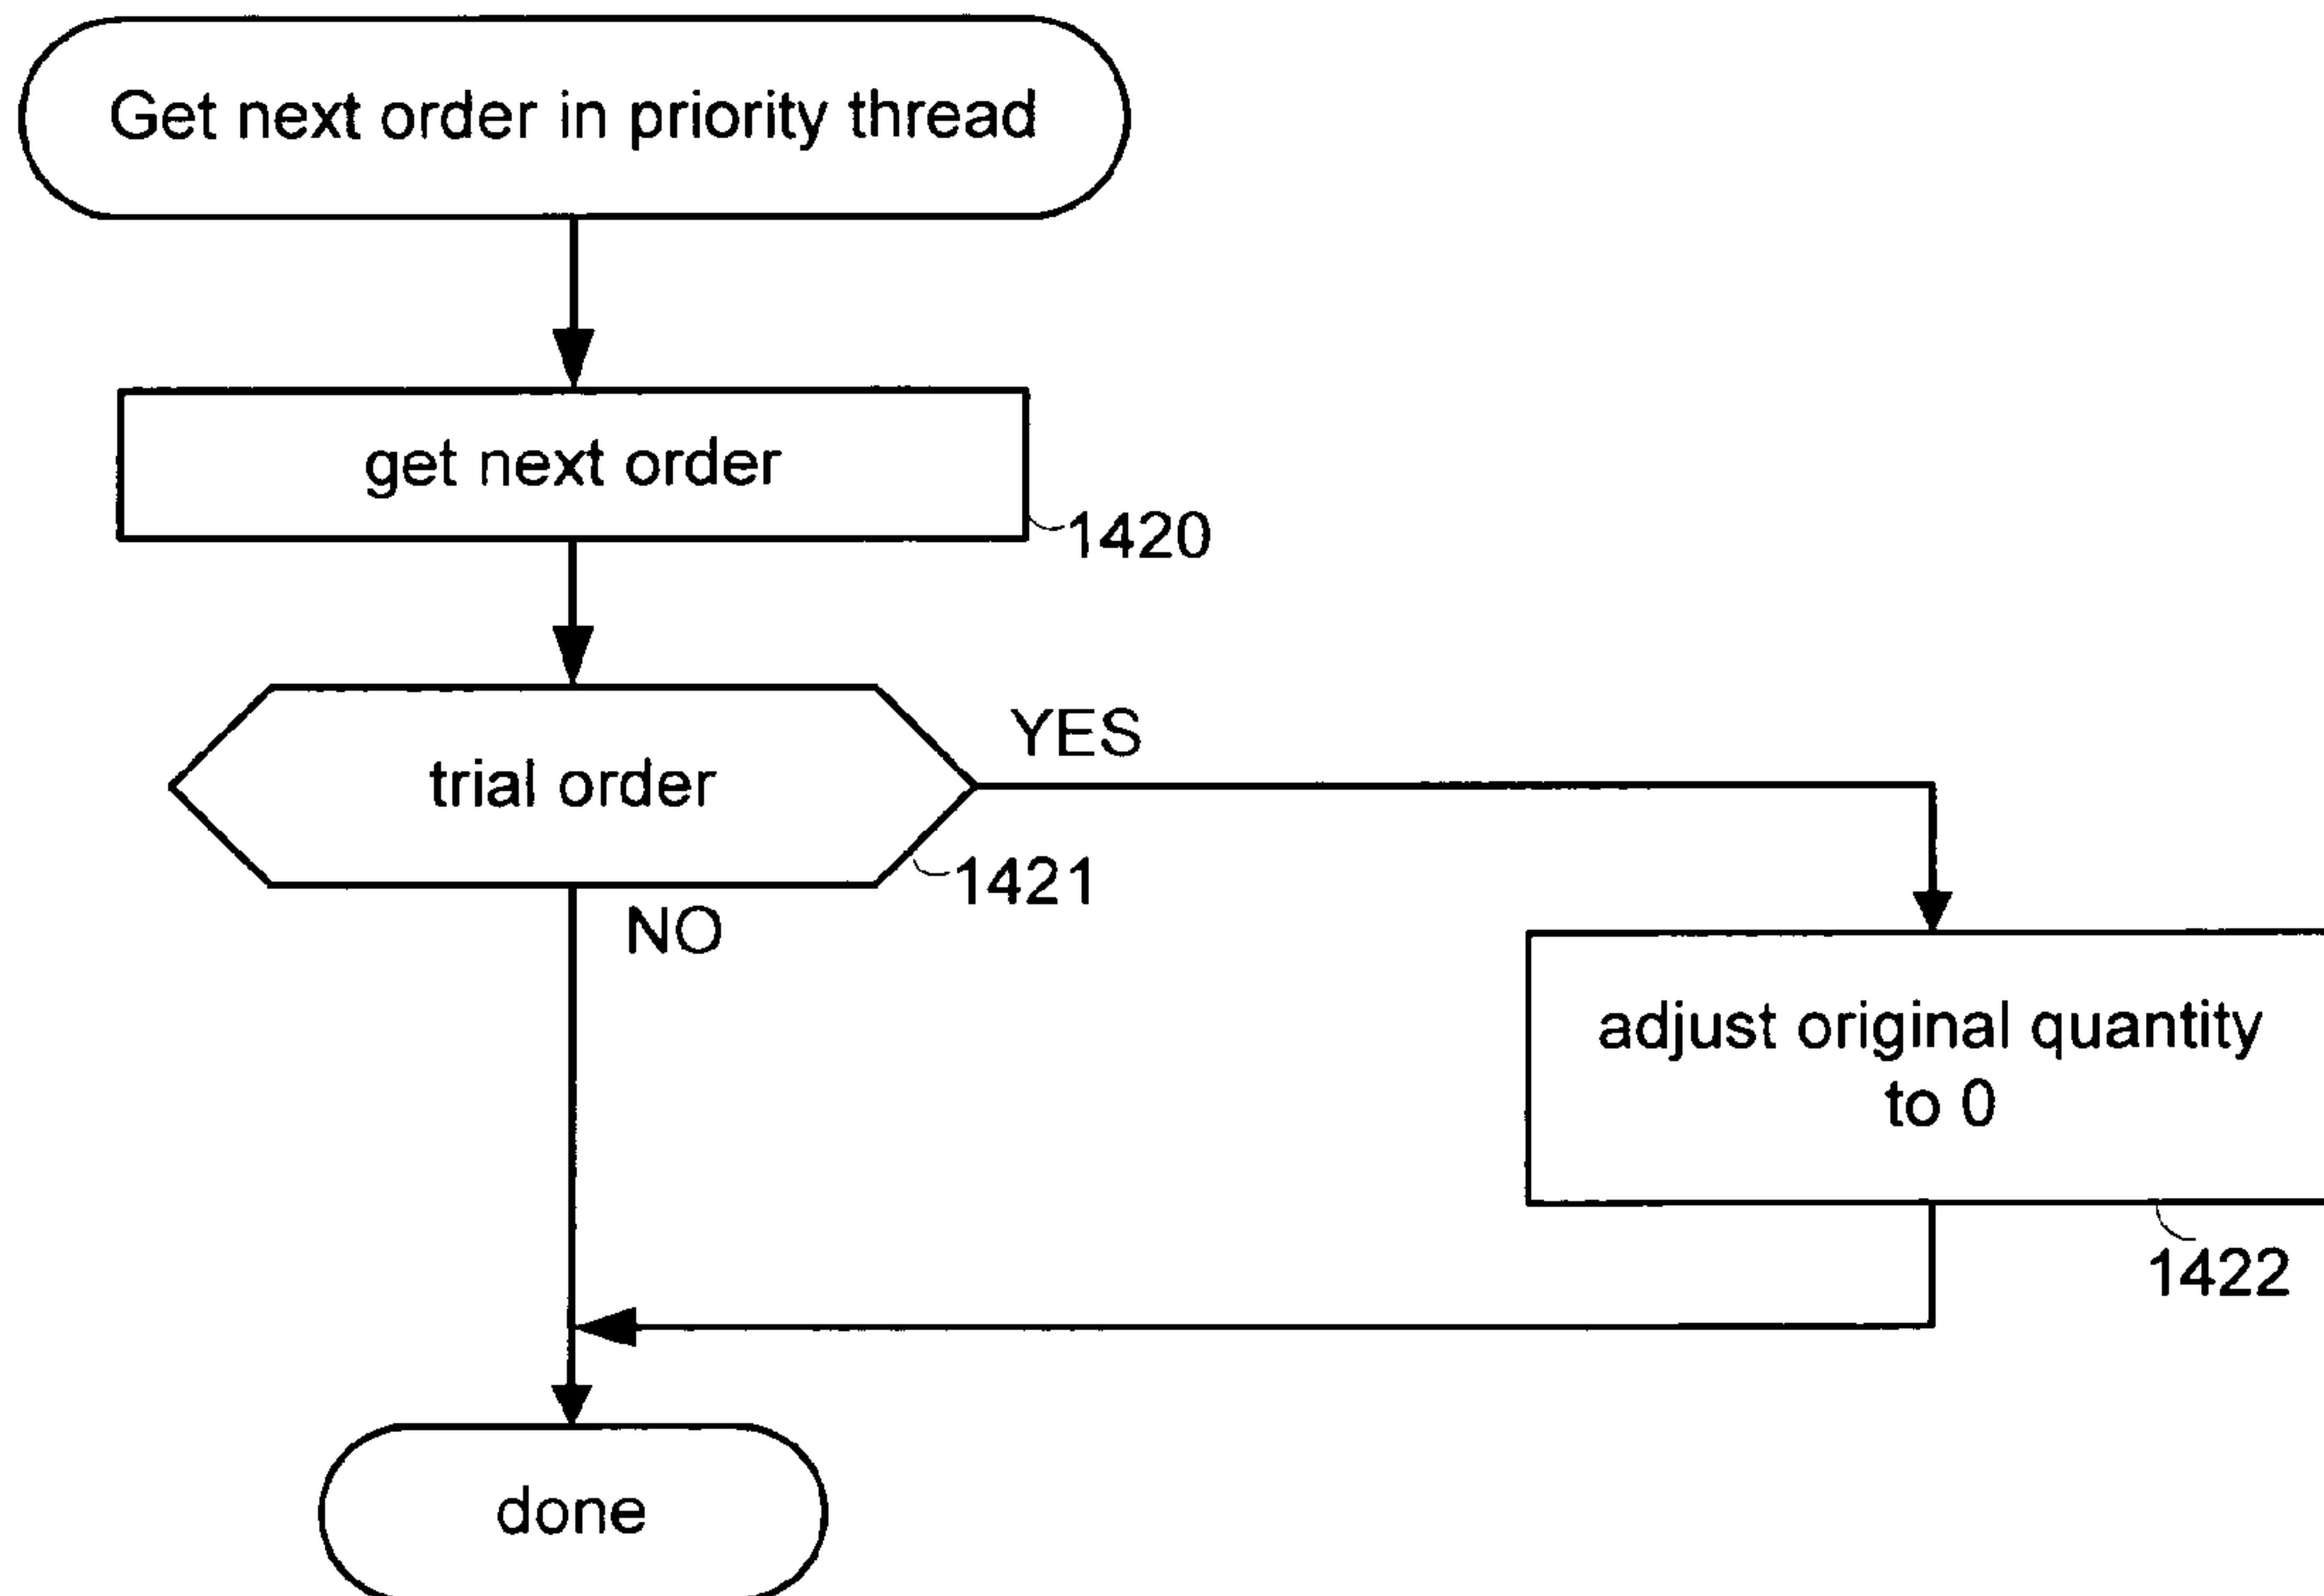 Get next order in priority thread
get next order
1420
trial order
YES
1421
NO
adjust original quantity
to 0
1422
done